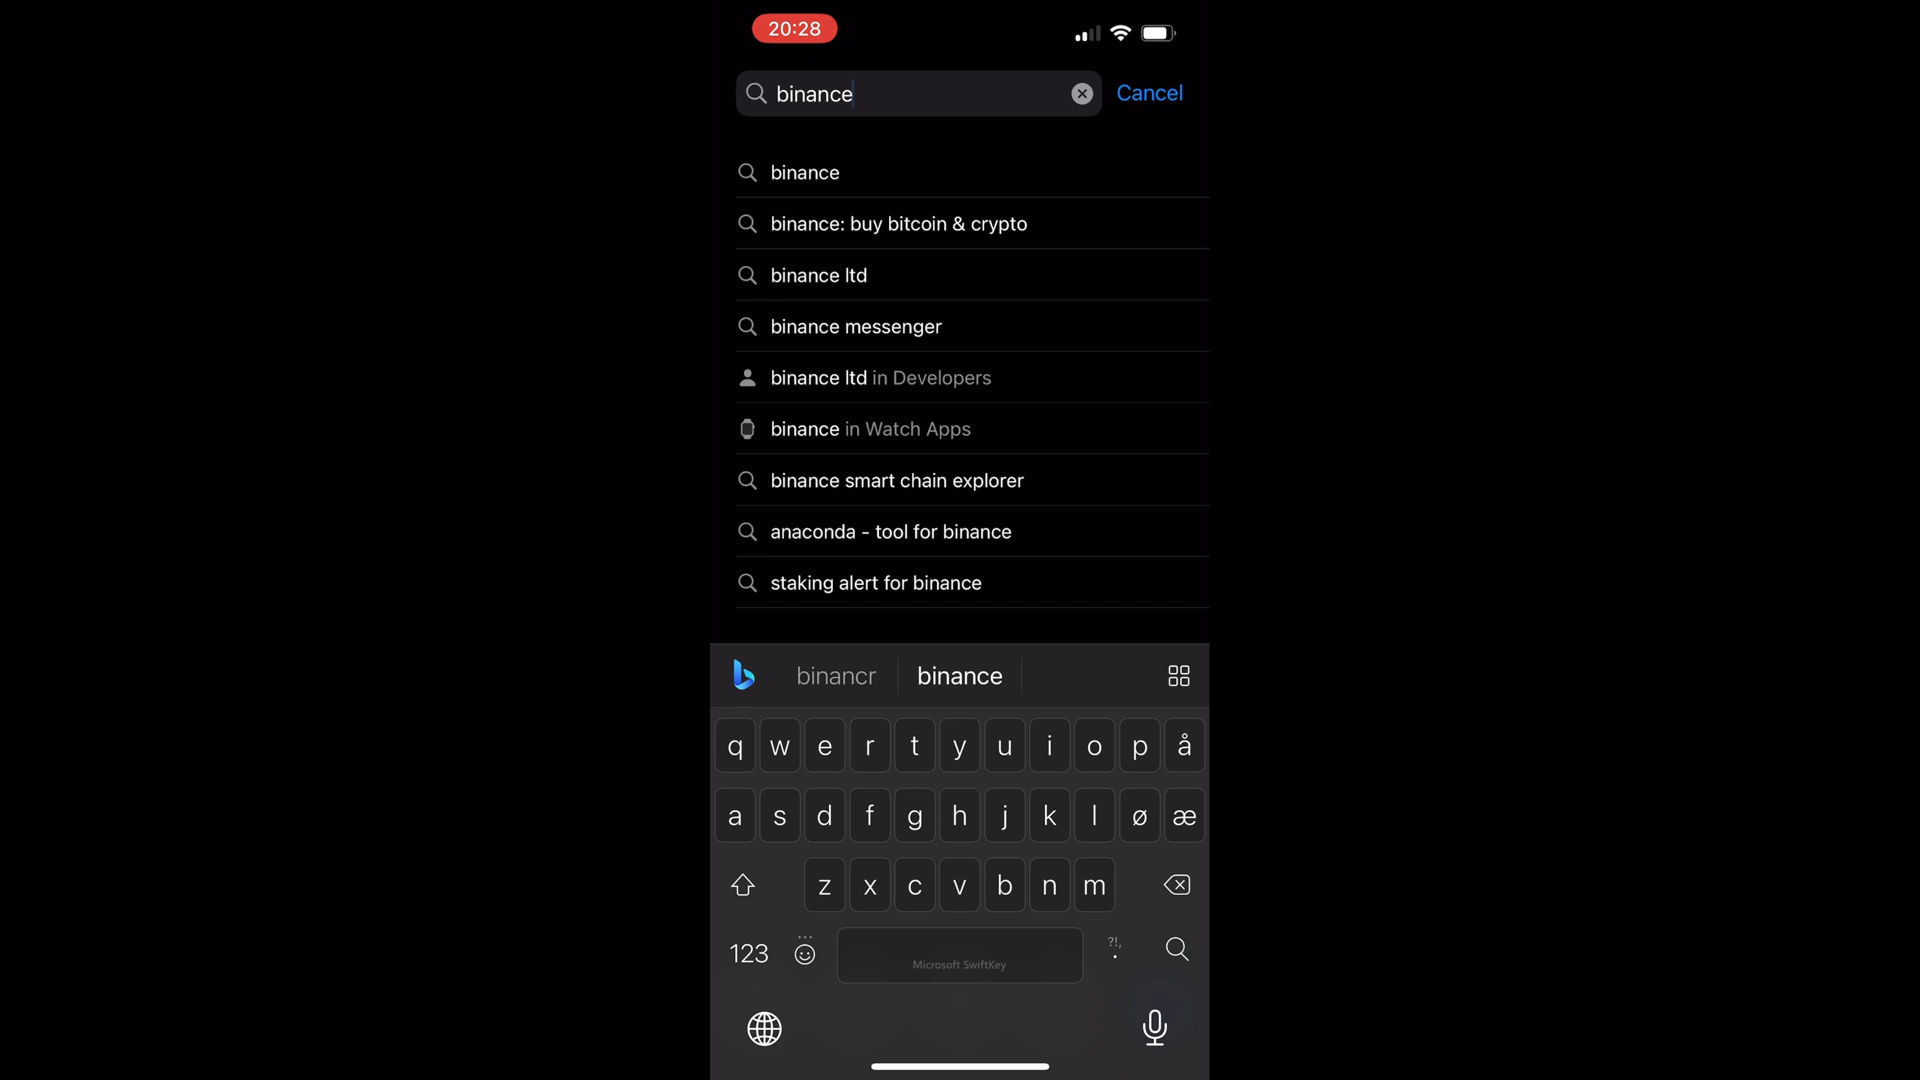 20:28
binance
Cancel
binance
binance: buy bitcoin & crypto
binance ltd
binance messenger
binance ltd in Developers
binance in Watch Apps
binance smart chain explorer
anaconda - tool for binance
staking alert for binance
binancr binance
q w e r t y u i o p å
a s d f g h j k l ø æ
z x c v b n m
123 ?!, .
Microsoft SwiftKey